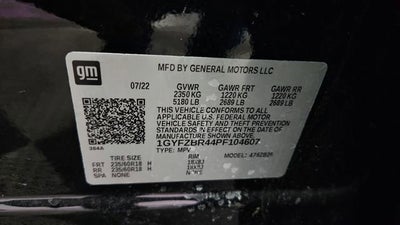 gm
MFD BY GENERAL MOTORS LLC
07/22 GVWR GAWR FRT GAWR RR
2350 KG 1220 KG 1220 KG
5180 LB 2689 LB 2689 LB
THIS VEHICLE CONFORMS TO ALL
APPLICABLE U.S. FEDERAL MOTOR
VEHICLE SAFETY AND THEFT PREVENTION
STANDARDS IN EFFECT ON THE DATE OF
MANUFACTURE SHOWN ABOVE.
1GYFZBR44PF104607
TYPE: MPV MODEL:
TIRE SIZE RIM
FRT 235/60R18 H
RR 235/60R18 H
SPA NONE